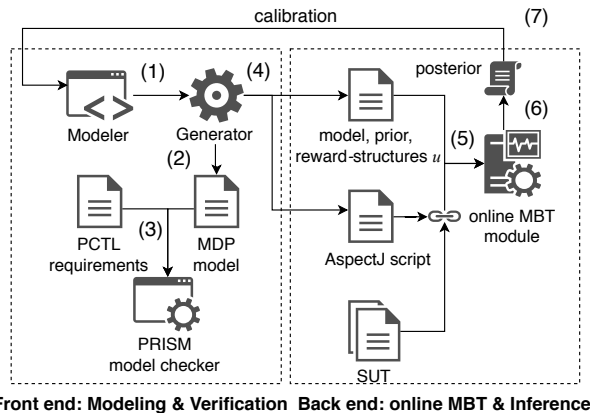 calibration
(7)
(1)
(4)
posterior
Modeler
Generator
model, prior,
reward-structures u
(5)
(6)
(2)
(3)
PCTL
requirements
MDP
model
AspectJ script
online MBT
module
PRISM
model checker
SUT
Front end: Modeling & Verification
Back end: online MBT & Inference